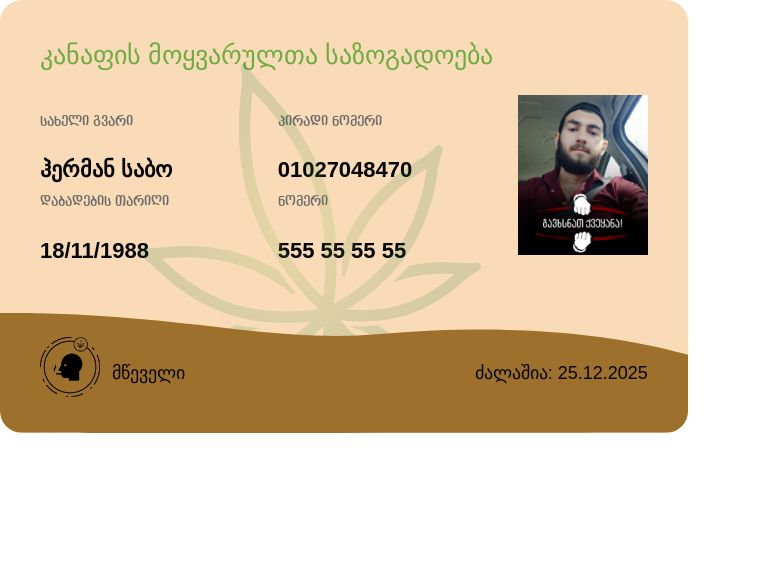 კანაფის მოყვარულთა საზოგადოება
სახელი გვარი
პირადი ნომერი
ჰერმან საბო
01027048470
დაბადების თარიღი
ნომერი
18/11/1988
555 55 55 55
გავხსნათ ქვეყანა!
მწეველი
ძალაშია: 25.12.2025